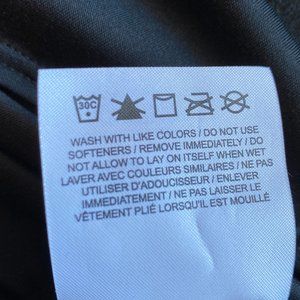 30C
WASH WITH LIKE COLORS / DO NOT USE
SOFTENERS / REMOVE IMMEDIATELY / DO
NOT ALLOW TO LAY ON ITSELF WHEN WET
LAVER AVEC COULEURS SIMILAIRES / NE PAS
UTILISER D'ADOUCISSEUR / ENLEVER
IMMÉDIATEMENT / NE PAS LAISSER LE
VÊTEMENT PLIÉ LORSQU'IL EST MOUILLÉ